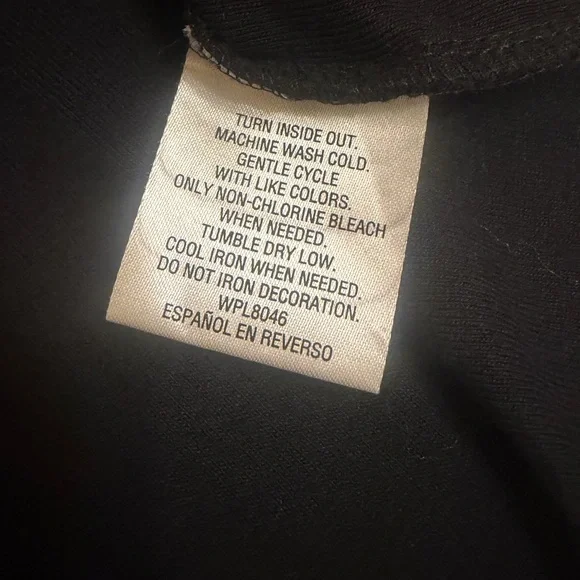 TURN INSIDE OUT.
MACHINE WASH COLD.
GENTLE CYCLE
WITH LIKE COLORS.
ONLY NON-CHLORINE BLEACH
WHEN NEEDED.
TUMBLE DRY LOW.
COOL IRON WHEN NEEDED.
DO NOT IRON DECORATION.
WPL8046
ESPAÑOL EN REVERSO